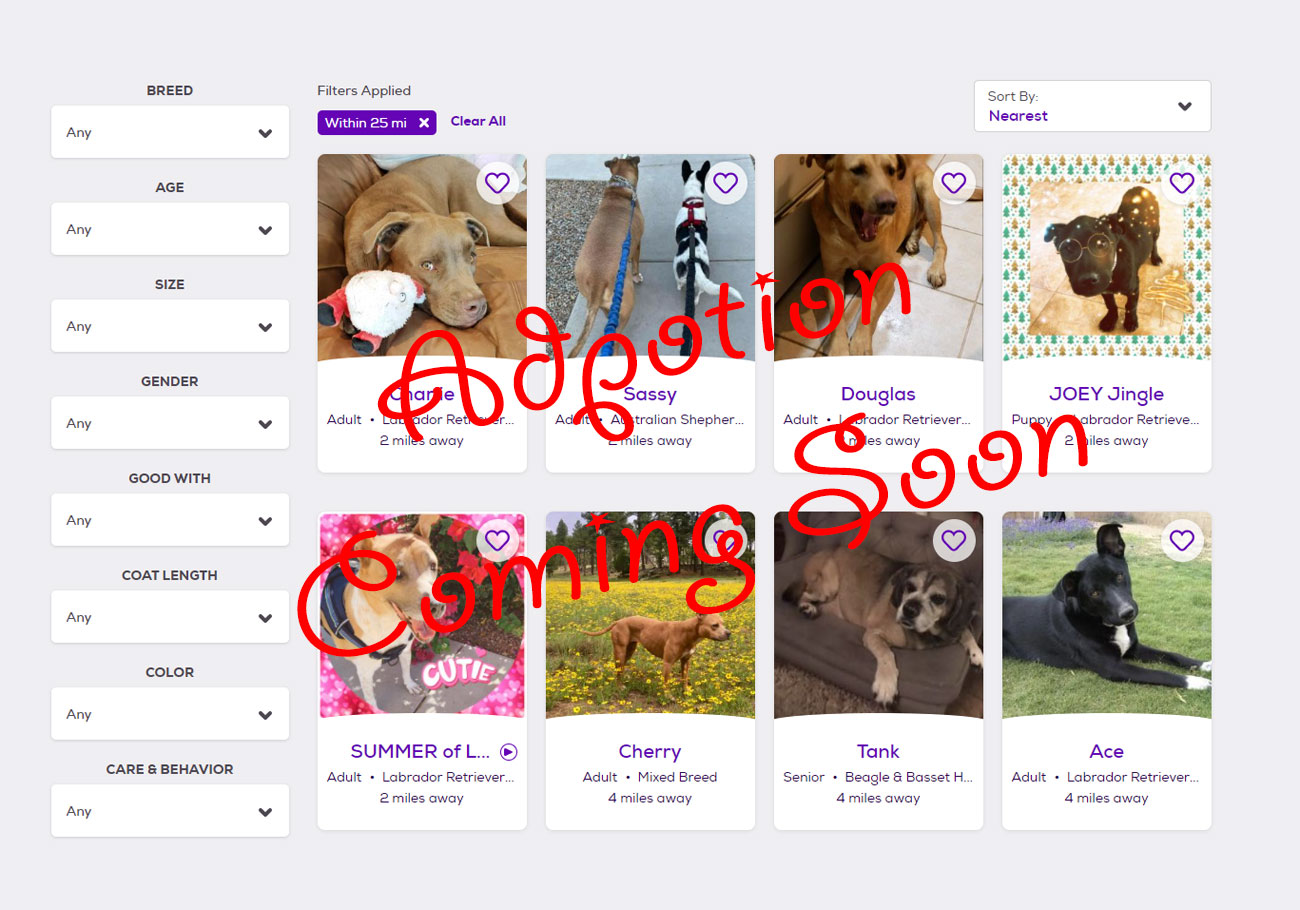 BREED
Any
AGE
Any
SIZE
Any
GENDER
Any
GOOD WITH
Any
COAT LENGTH
Any
COLOR
Any
CARE & BEHAVIOR
Any
Filters Applied
Within 25 mi × Clear All
Sort By:
Nearest
Charlie
Adult • Labrador Retriever...
2 miles away
Sassy
Adult • Australian Shepher...
2 miles away
Douglas
Adult • Labrador Retriever...
miles away
JOEY Jingle
Puppy • Labrador Retrieve...
2 miles away
Adpotion
Coming Soon
CUTIE
SUMMER of L...
Adult • Labrador Retriever...
2 miles away
Cherry
Adult • Mixed Breed
4 miles away
Tank
Senior • Beagle & Basset H...
4 miles away
Ace
Adult • Labrador Retriever...
4 miles away